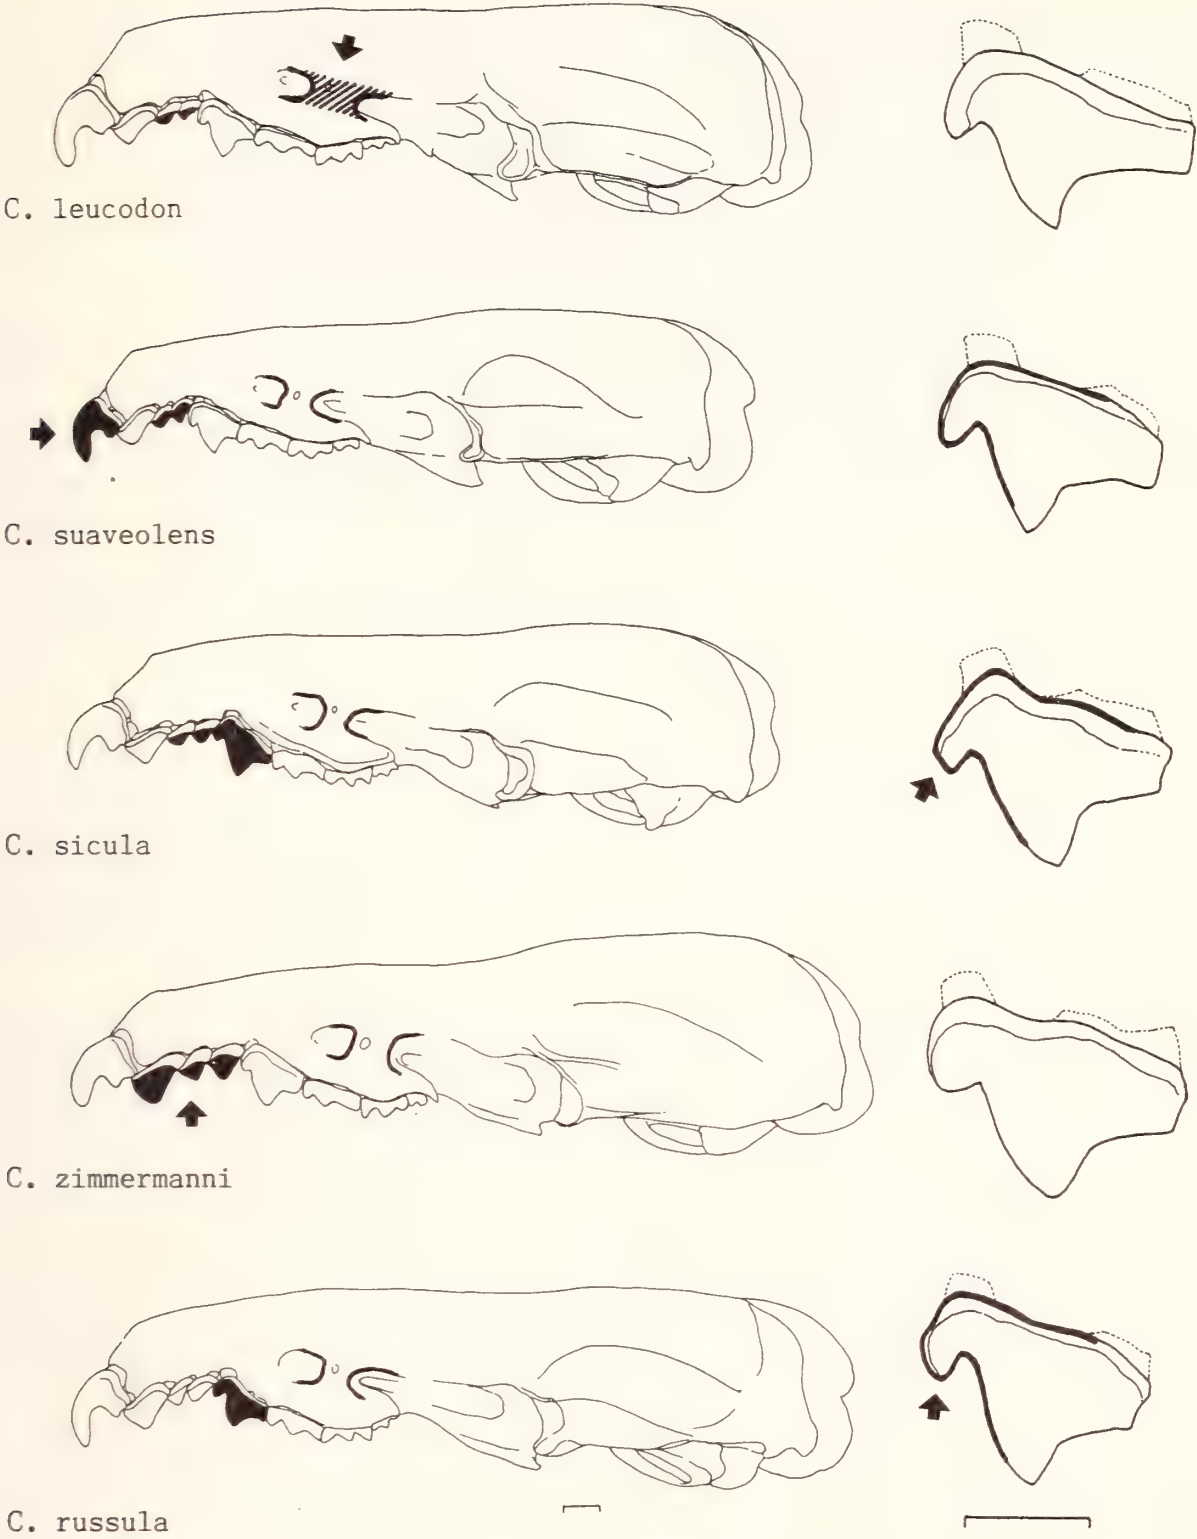 C. leucodon
C. suaveolens
C. sicula
C. zimmermanni
C. russula